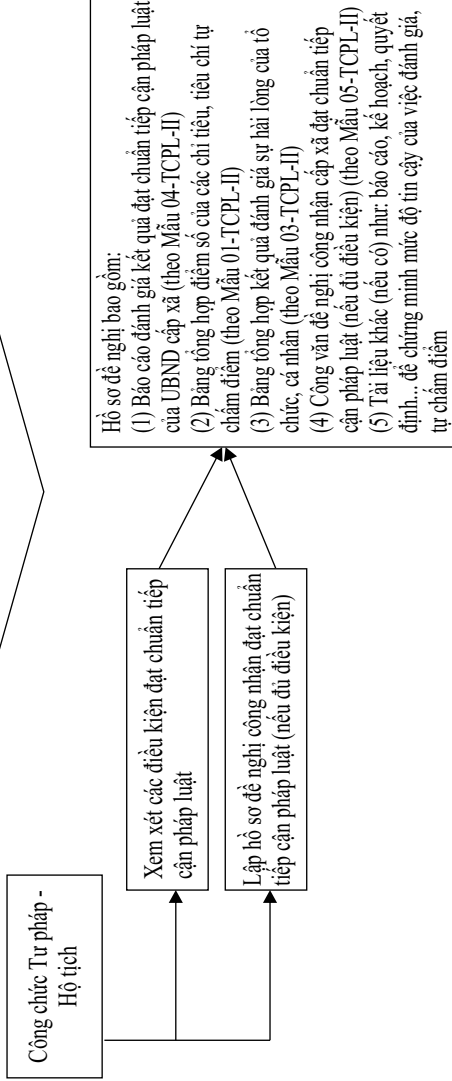 Công chức Tư pháp -
Hộ tịch
Xem xét các điều kiện đạt chuẩn tiếp
cận pháp luật
Lập hồ sơ đề nghị công nhận đạt chuẩn
tiếp cận pháp luật (nếu đủ điều kiện)
Hồ sơ đề nghị bao gồm:
(1) Báo cáo đánh giá kết quả đạt chuẩn tiếp cận pháp luật
của UBND cấp xã (theo Mẫu 04-TCPL-II)
(2) Bảng tổng hợp điểm số của các chỉ tiêu, tiêu chí tự
chấm điểm (theo Mẫu 01-TCPL-II)
(3) Bảng tổng hợp kết quả đánh giá sự hài lòng của tổ
chức, cá nhân (theo Mẫu 03-TCPL-II)
(4) Công văn đề nghị công nhận cấp xã đạt chuẩn tiếp
cận pháp luật (nếu đủ điều kiện) (theo Mẫu 05-TCPL-II)
(5) Tài liệu khác (nếu có) như: báo cáo, kế hoạch, quyết
định... để chứng minh mức độ tin cậy của việc đánh giá,
tự chấm điểm